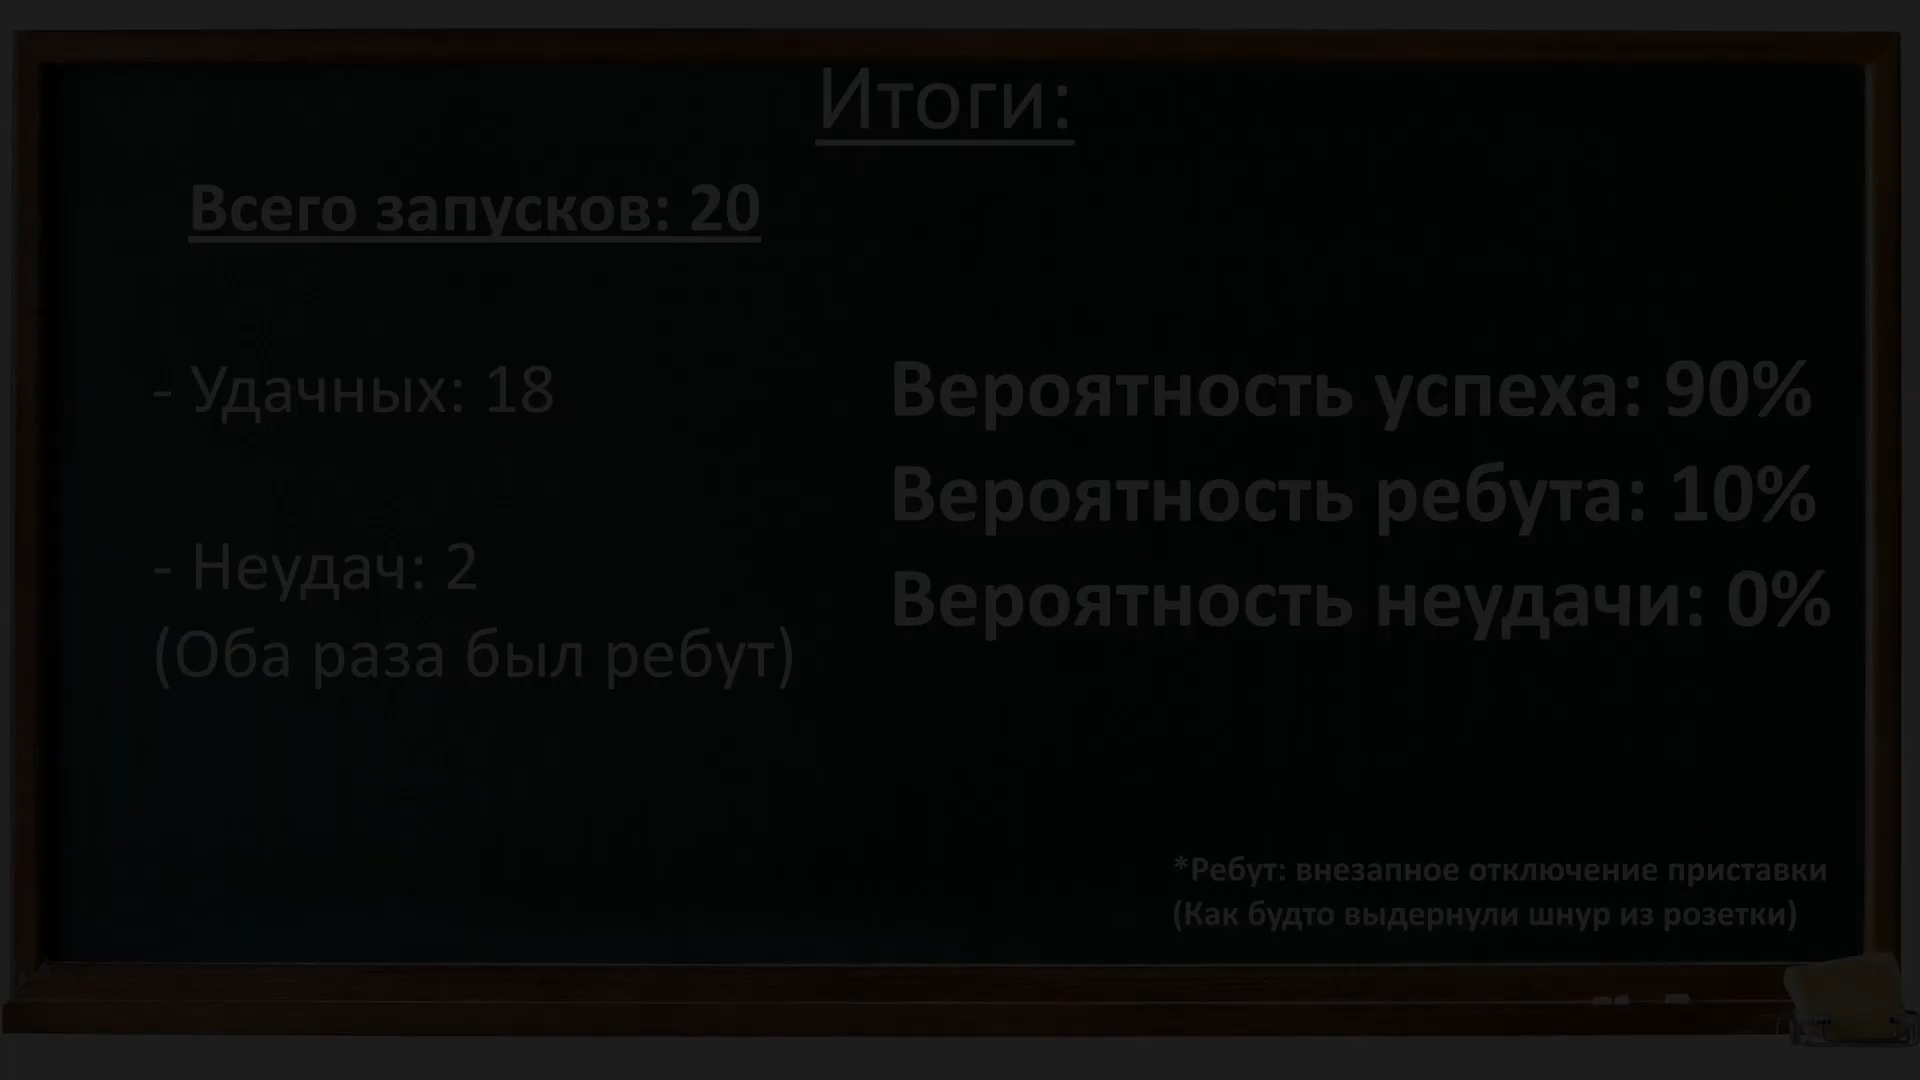 Итоги:
Всего запусков: 20
- Удачных: 18
- Неудач: 2
(Оба раза был ребут)
Вероятность успеха: 90%
Вероятность ребута: 10%
Вероятность неудачи: 0%
*Ребут: внезапное отключение приставки
(Как будто выдернули шнур из розетки)